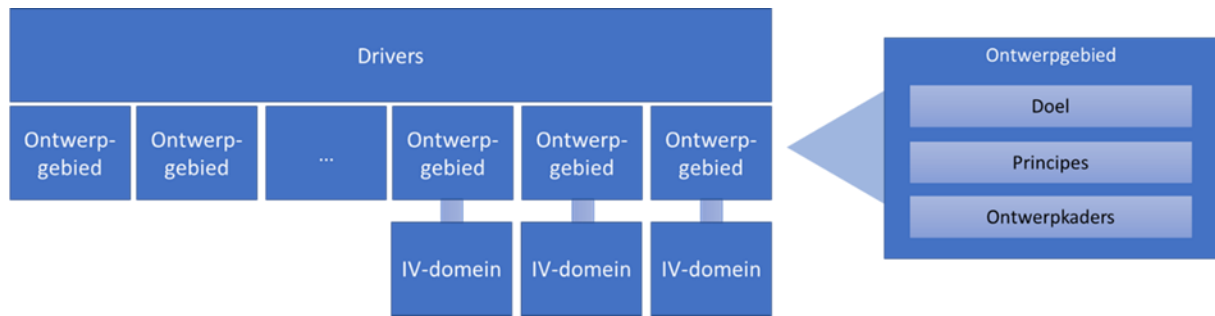 Drivers
Ontwerp-
gebied
Ontwerp-
gebied
...
Ontwerp-
gebied
Ontwerp-
gebied
Ontwerp-
gebied
IV-domein
IV-domein
IV-domein
Ontwerpgebied
Doel
Principes
Ontwerpkaders